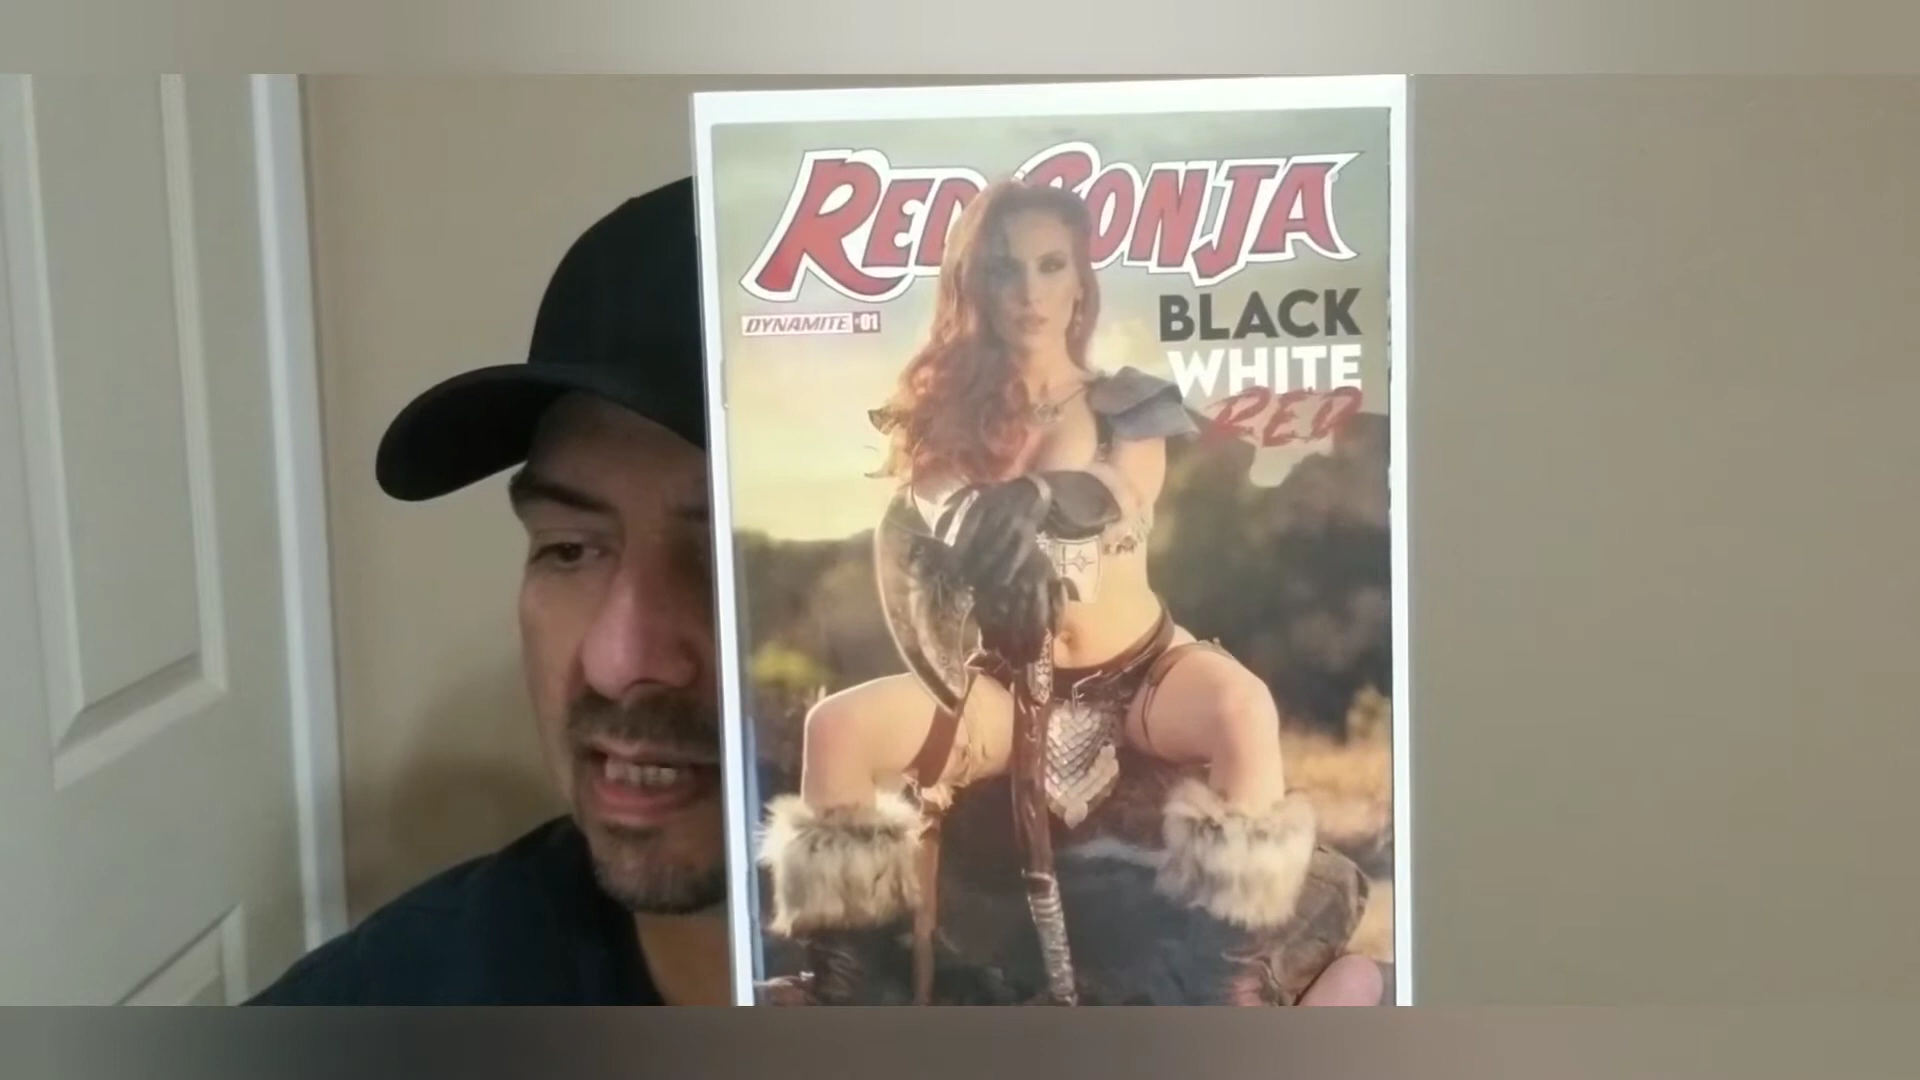 RED SONJA
DYNAMITE #01
BLACK
WHITE
RED